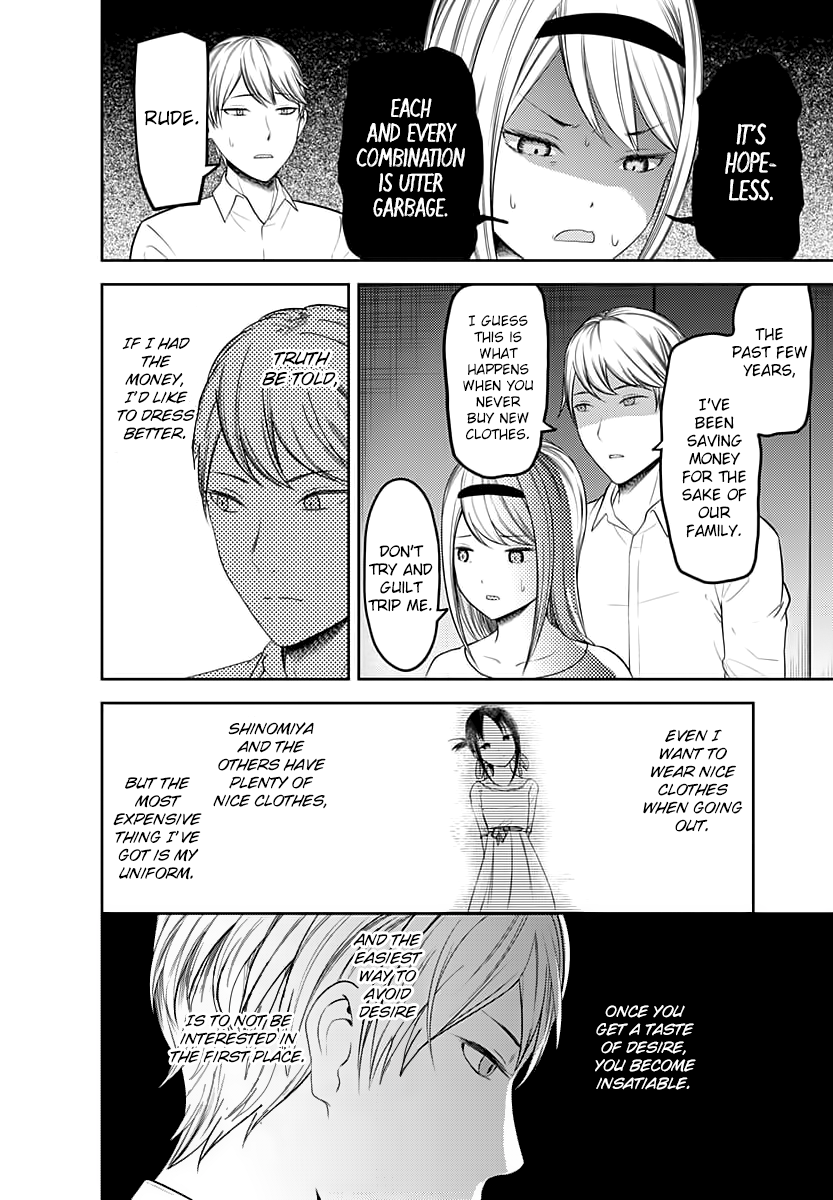 IT'S
HOPE-
LESS.
EACH
AND EVERY
COMBINATION
IS UTTER
GARBAGE.
RUDE.
THE
PAST FEW
YEARS,
I'VE
BEEN
SAVING
MONEY
FOR THE
SAKE OF
OUR
FAMILY.
I GUESS
THIS IS
WHAT
HAPPENS
WHEN YOU
NEVER
BUY NEW
CLOTHES.
DON'T
TRY AND
GUILT
TRIP ME.
TRUTH
BE TOLD,
IF I HAD
THE
MONEY,
I'D LIKE
TO DRESS
BETTER.
EVEN I
WANT TO
WEAR NICE
CLOTHES
WHEN GOING
OUT.
SHINOMIYA
AND THE
OTHERS HAVE
PLENTY OF
NICE CLOTHES,
BUT THE
MOST
EXPENSIVE
THING I'VE
GOT IS MY
UNIFORM.
ONCE YOU
GET A TASTE
OF DESIRE,
YOU BECOME
INSATIABLE.
AND THE
EASIEST
WAY TO
AVOID
DESIRE
IS TO NOT BE
INTERESTED IN
THE FIRST PLACE.